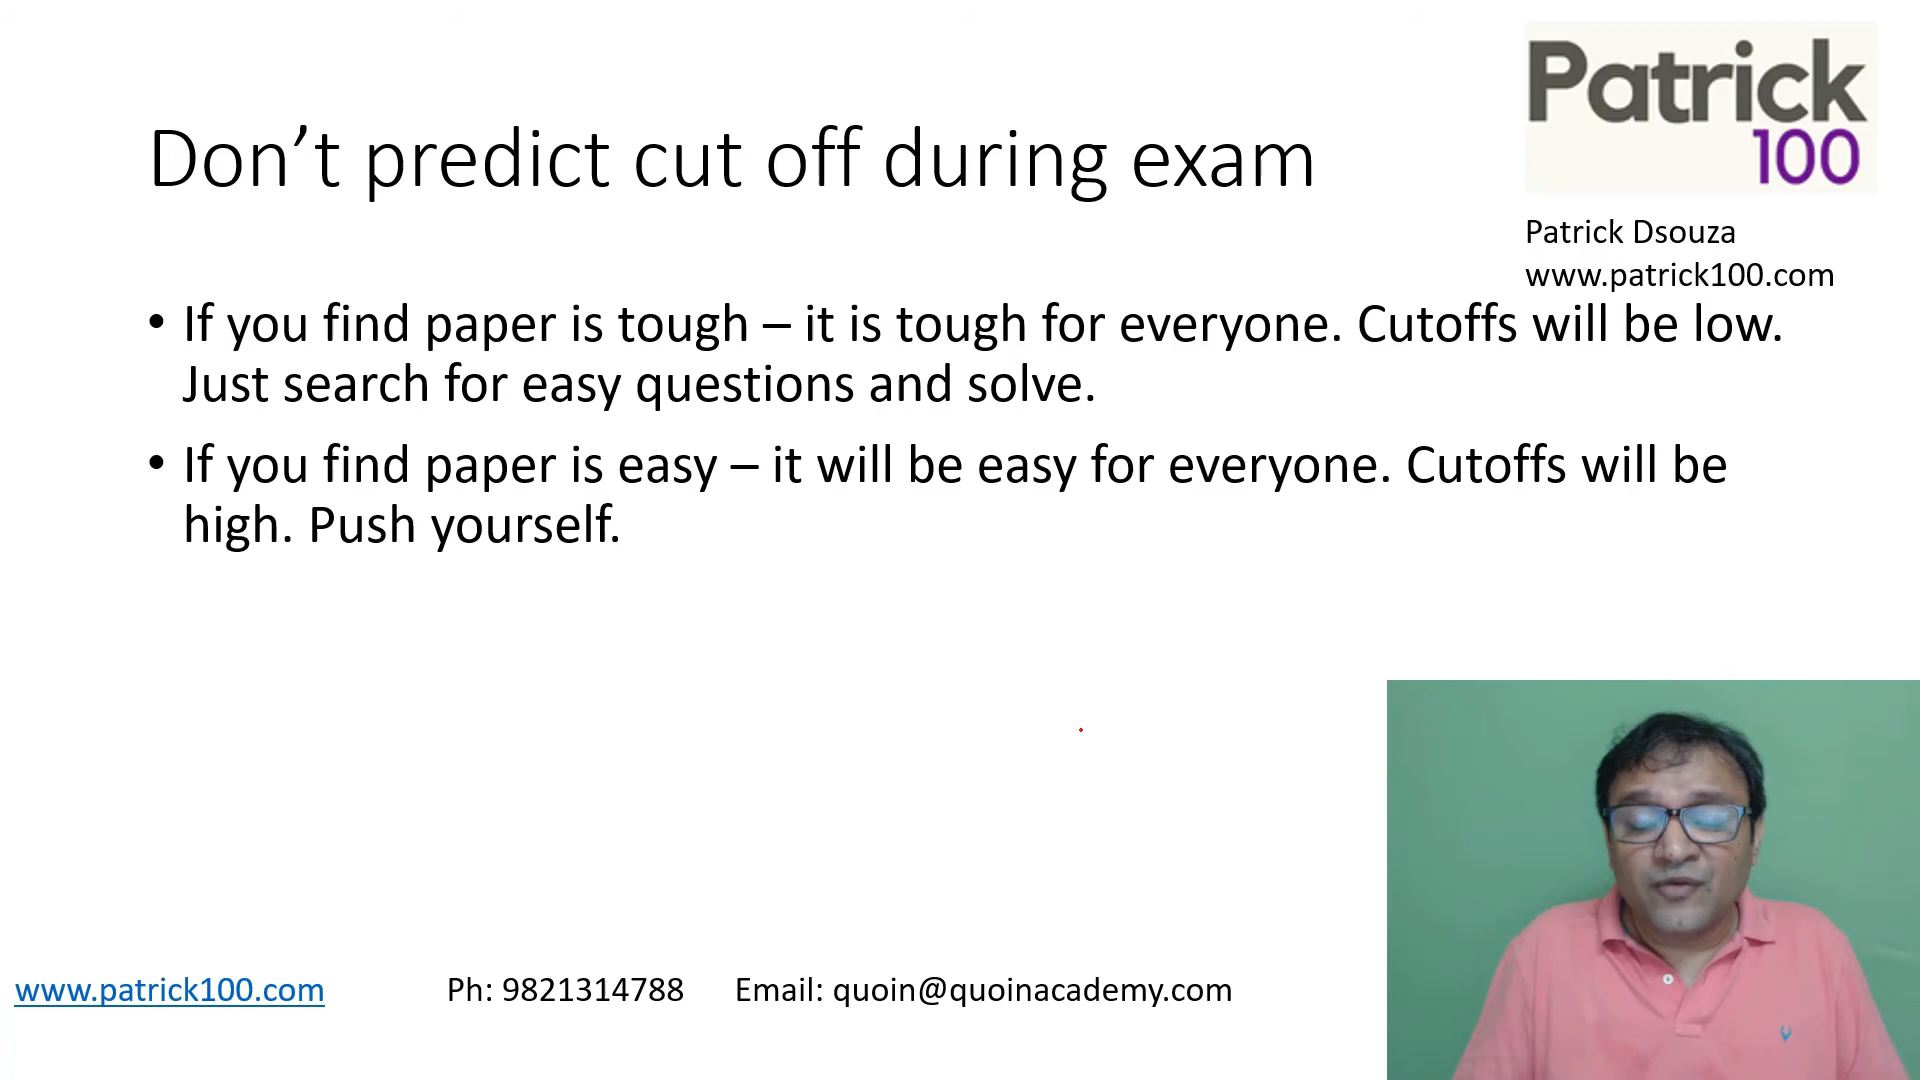 Patrick
100
Don’t predict cut off during exam
Patrick Dsouza
www.patrick100.com
• If you find paper is tough – it is tough for everyone. Cutoffs will be low.
Just search for easy questions and solve.
• If you find paper is easy – it will be easy for everyone. Cutoffs will be
high. Push yourself.
www.patrick100.com Ph: 9821314788 Email: quoin@quoinacademy.com